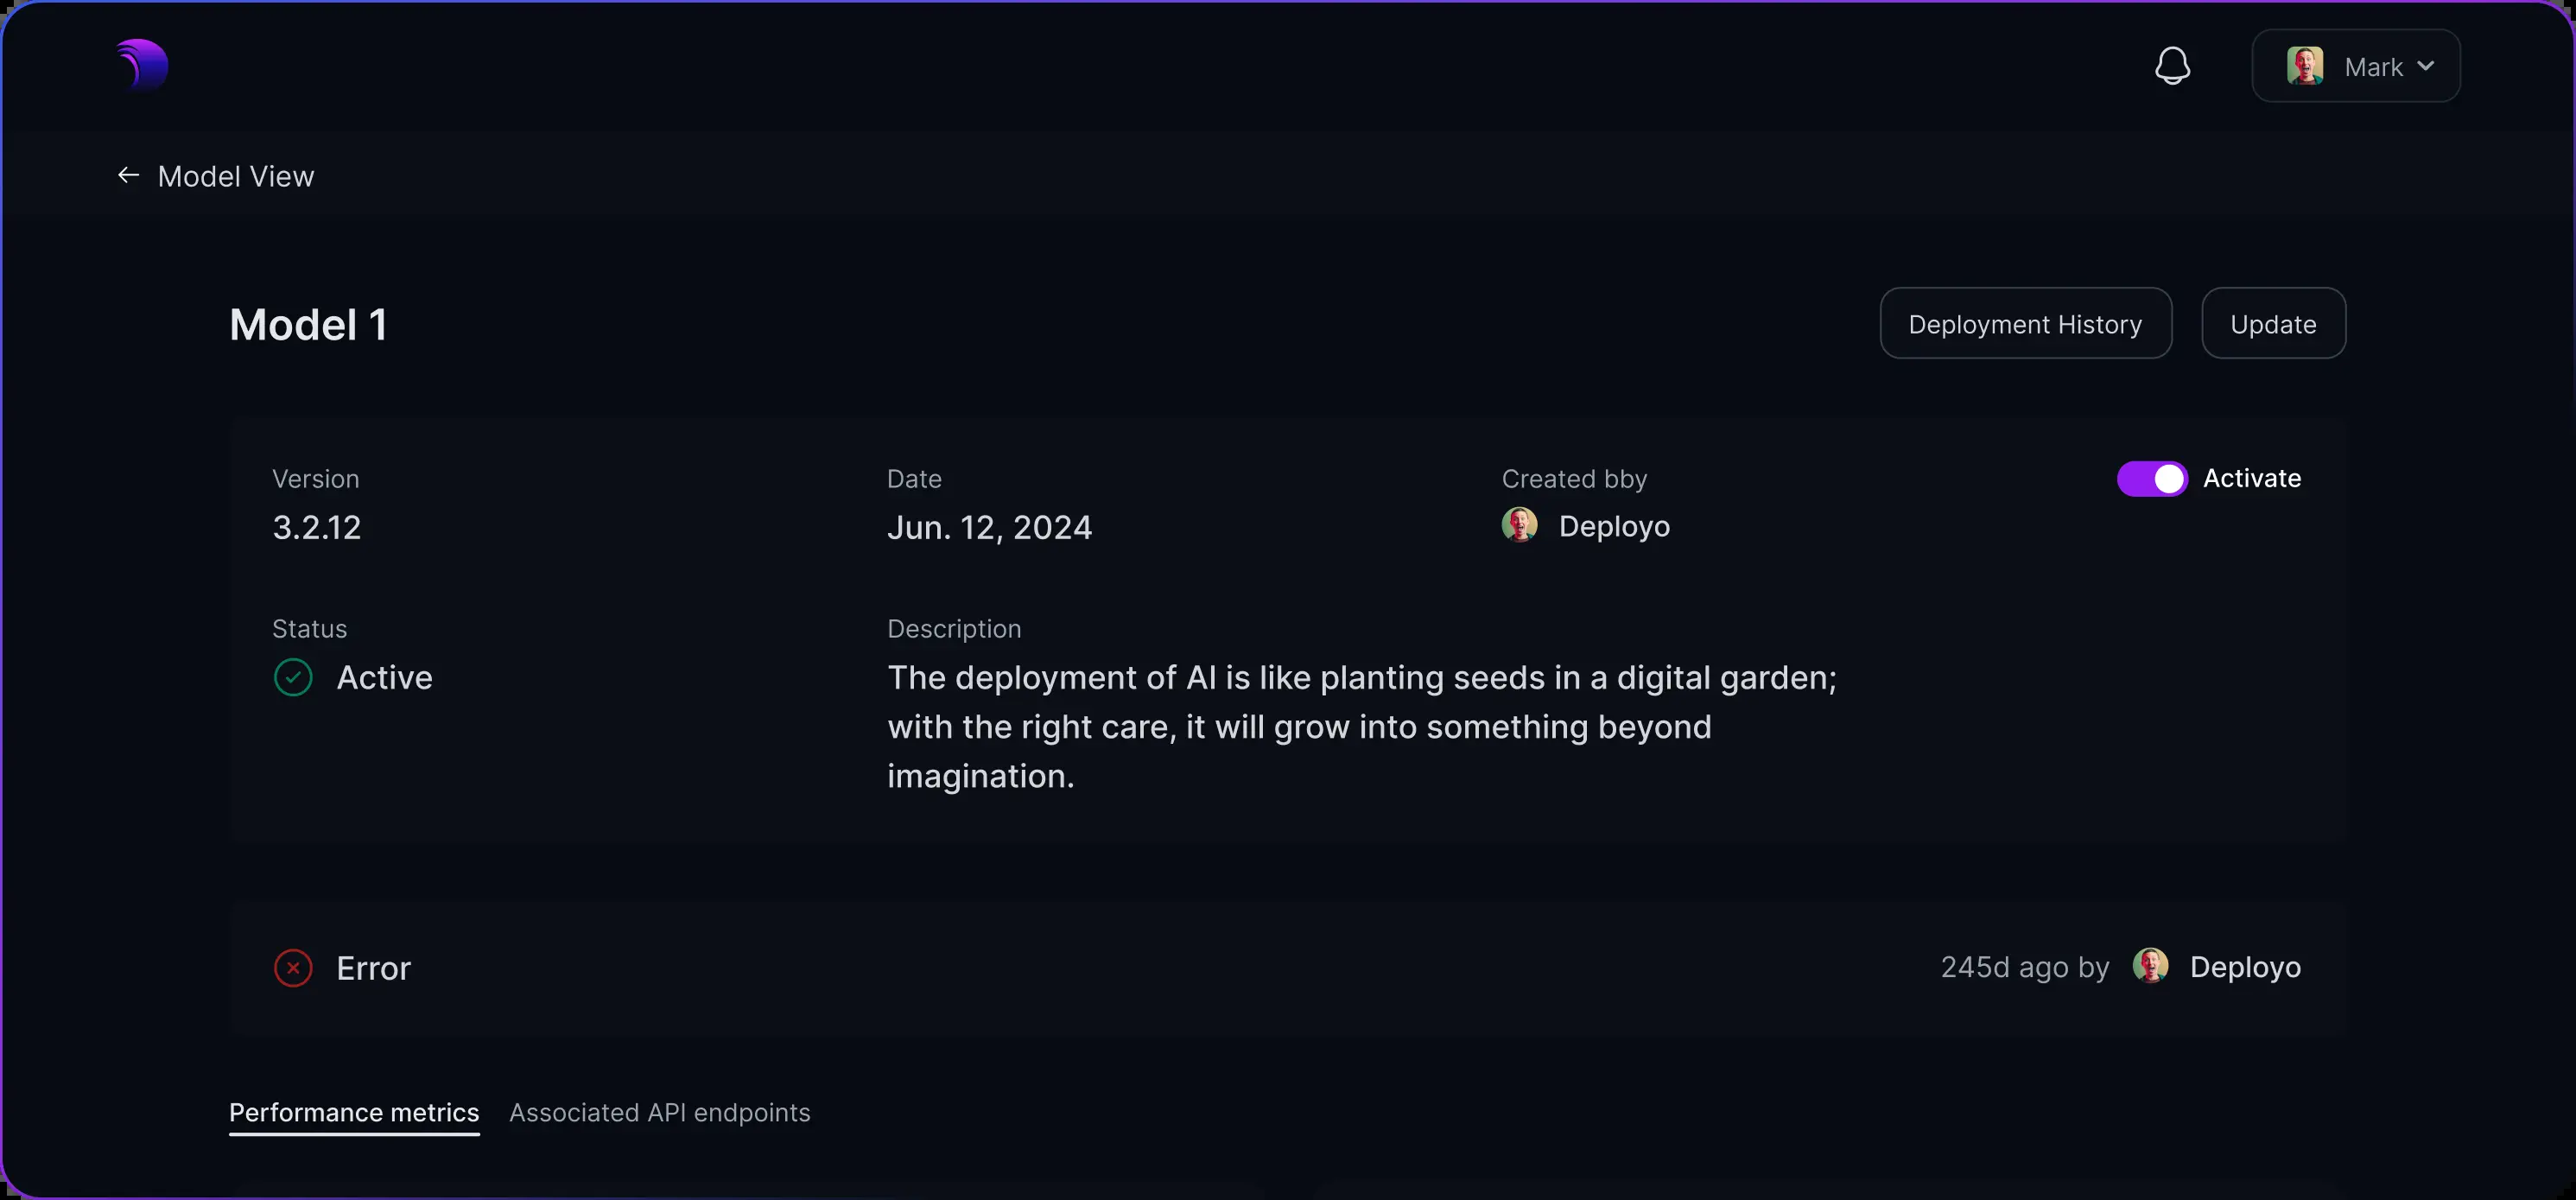 Mark
Model View
Model 1
Deployment History
Update
Version
Date
Created bby
Activate
3.2.12
Jun. 12, 2024
Deployo
Status
Description
Active
The deployment of AI is like planting seeds in a digital garden;
with the right care, it will grow into something beyond
imagination.
Error
245d ago by
Deployo
Performance metrics
Associated API endpoints